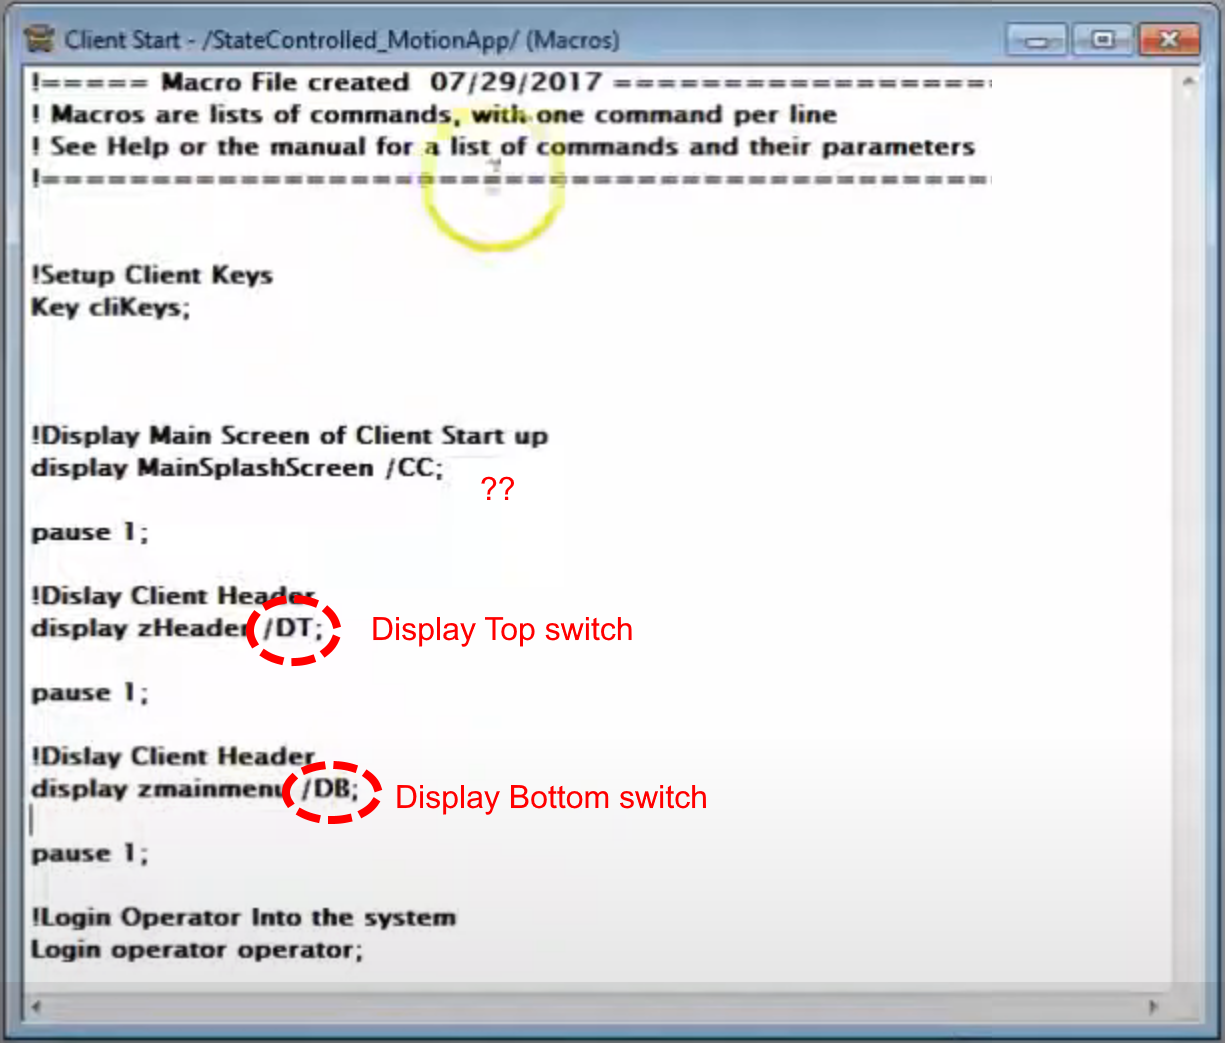 Client Start - /StateControlled_MotionApp/ (Macros)
!===== Macro File created 07/29/2017 ==================
! Macros are lists of commands, with one command per line
! See Help or the manual for a list of commands and their parameters
!=======================================
!Setup Client Keys
Key cliKeys;
!Display Main Screen of Client Start up
display MainSplashScreen /CC;
??
pause 1;
!Dislay Client Header
display zHeader /DT; Display Top switch
pause 1;
!Dislay Client Header
display zmainmenu /DB; Display Bottom switch
pause 1;
!Login Operator Into the system
Login operator operator;